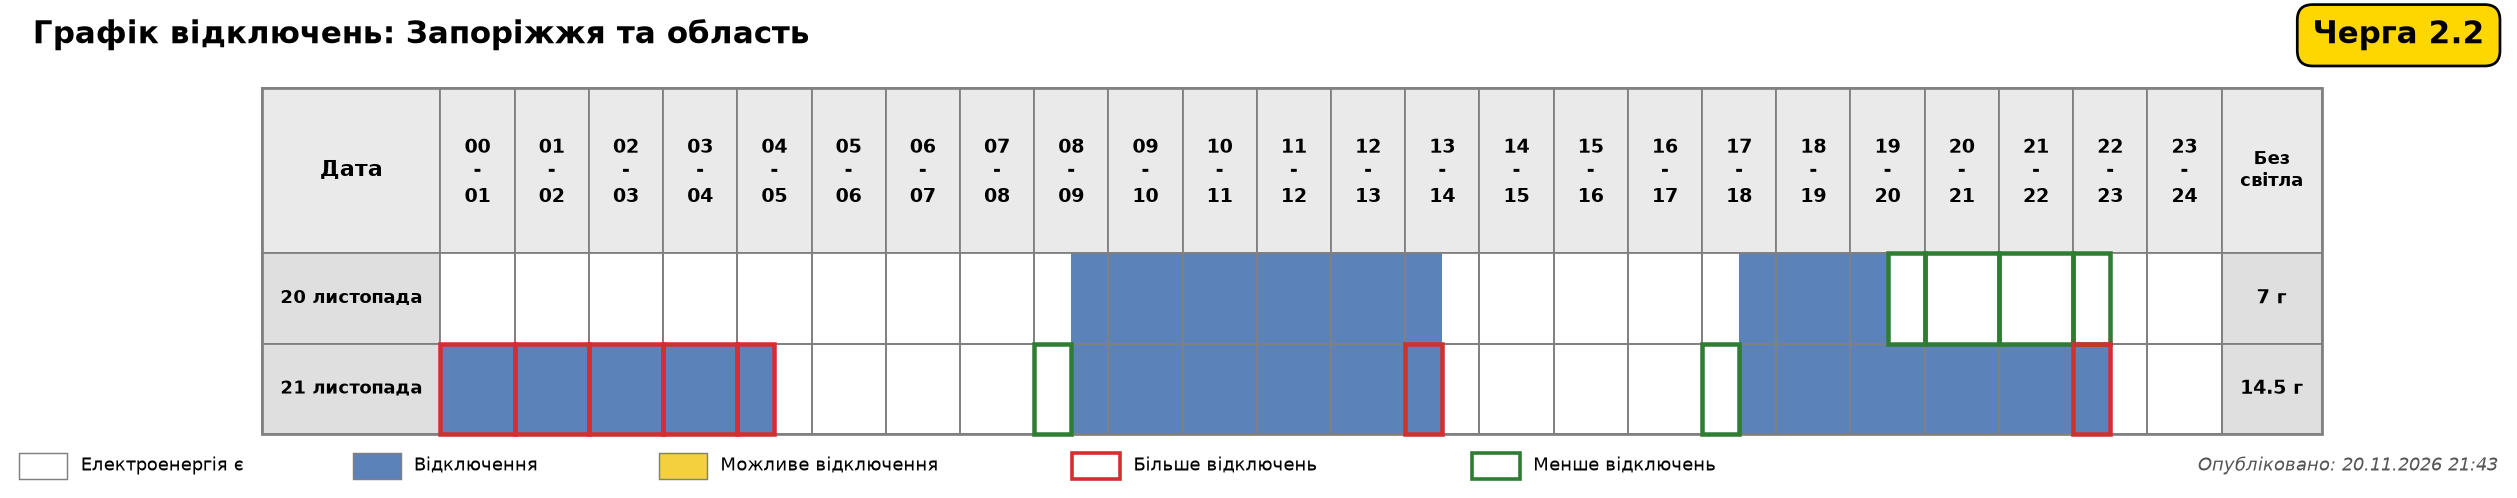 Графік відключень: Запоріжжя та область
Черга 2.2
Дата
00 - 01
01 - 02
02 - 03
03 - 04
04 - 05
05 - 06
06 - 07
07 - 08
08 - 09
09 - 10
10 - 11
11 - 12
12 - 13
13 - 14
14 - 15
15 - 16
16 - 17
17 - 18
18 - 19
19 - 20
20 - 21
21 - 22
22 - 23
23 - 24
Без
світла
20 листопада
7 г
21 листопада
14.5 г
Електроенергія є
Відключення
Можливе відключення
Більше відключень
Менше відключень
Опубліковано: 20.11.2026 21:43